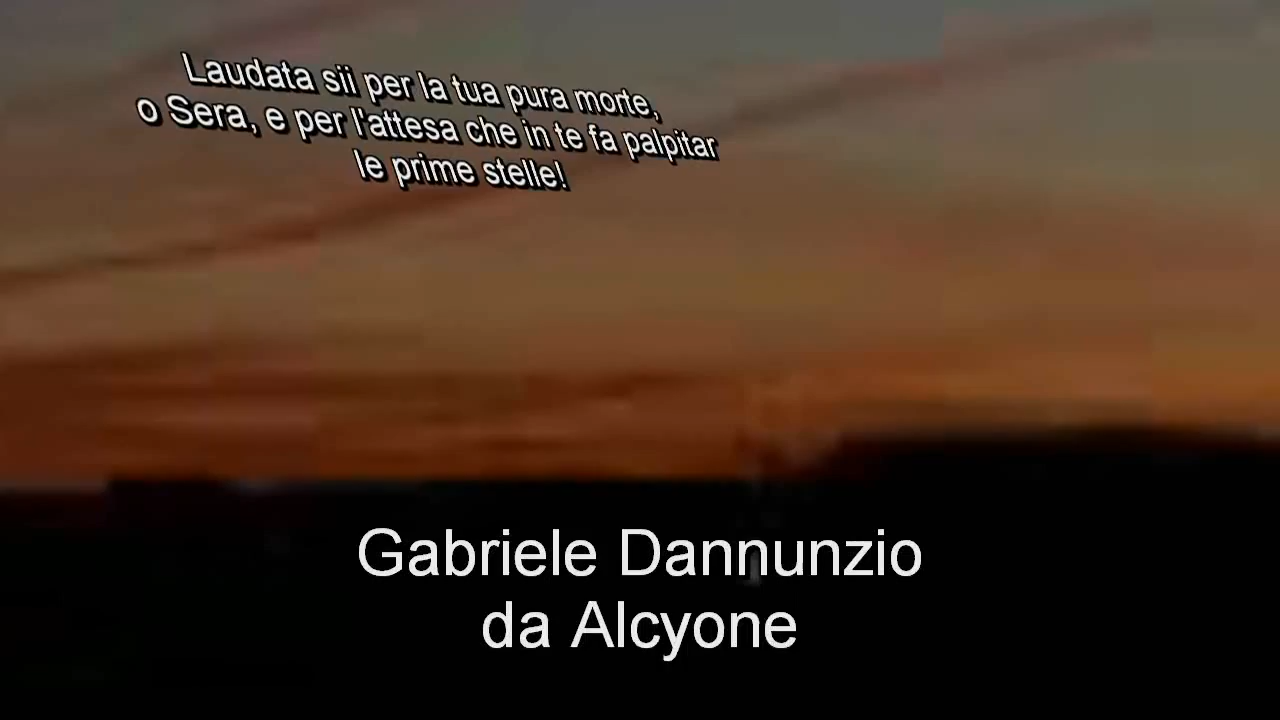 Laudata sii per la tua pura morte,
o Sera, e per l'attesa che in te fa palpitar
le prime stelle!
Gabriele Dannunzio
da Alcyone